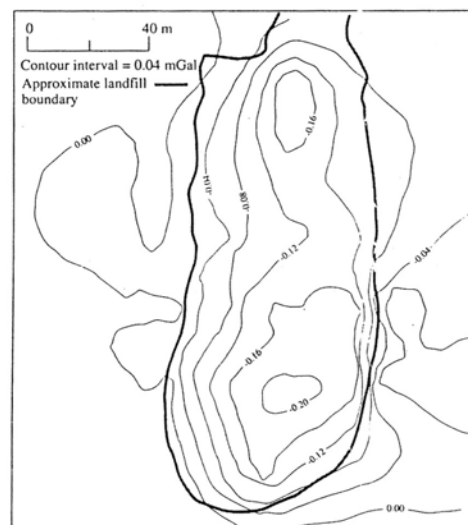 0 40 m
Contour interval = 0.04 mGal
Approximate landfill
boundary
0.00
-0.16
-0.04
-0.08
-0.12
-0.04
-0.16
-0.20
-0.12
0.00